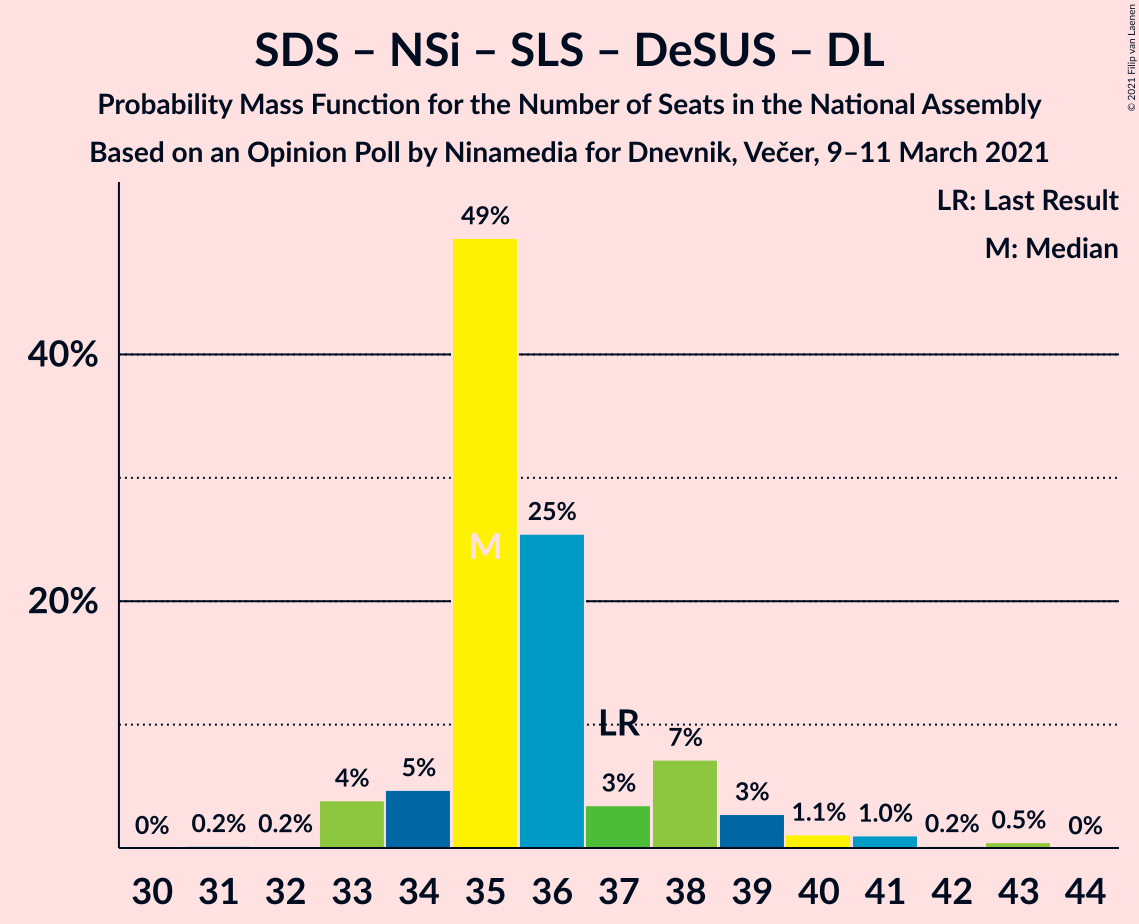 SDS – NSi – SLS – DeSUS – DL
Probability Mass Function for the Number of Seats in the National Assembly
Based on an Opinion Poll by Ninamedia for Dnevnik, Večer, 9–11 March 2021
© 2021 Filip van Laenen
LR: Last Result
M: Median
49%
40%
25%
M
20%
LR
7%
4% 5% 3% 3%
0% 0.2% 0.2% 1.1% 1.0% 0.2% 0.5% 0%
30 31 32 33 34 35 36 37 38 39 40 41 42 43 44